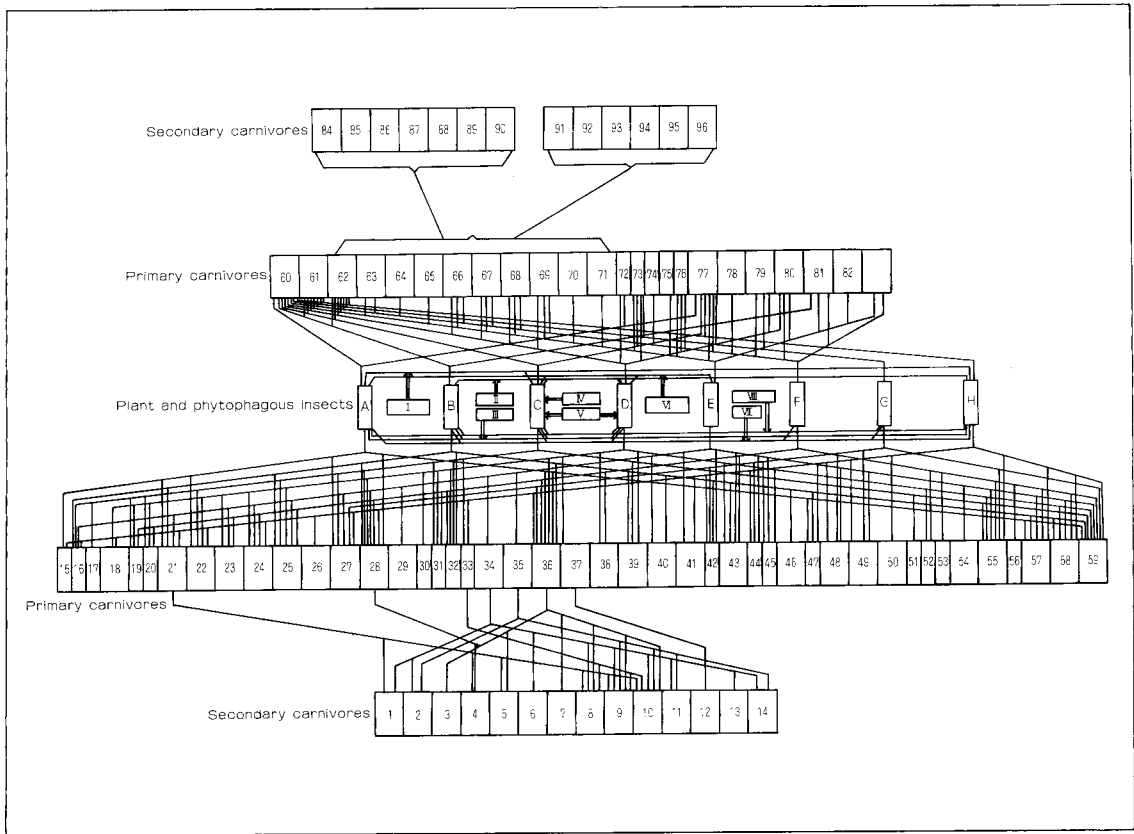 Secondary carnivores 84 85 86 87 88 89 90 91 92 93 94 95 96
Primary carnivores 60 61 62 63 64 65 66 67 68 69 70 71 72 73 74 75 76 77 78 79 80 81 82
Plant and phytophagous insects A I B II III C IV V D VI E VIII VII F G H
15 16 17 18 19 20 21 22 23 24 25 26 27 28 29 30 31 32 33 34 35 36 37 38 39 40 41 42 43 44 45 46 47 48 49 50 51 52 53 54 55 56 57 58 59
Primary carnivores
Secondary carnivores 1 2 3 4 5 6 7 8 9 10 11 12 13 14